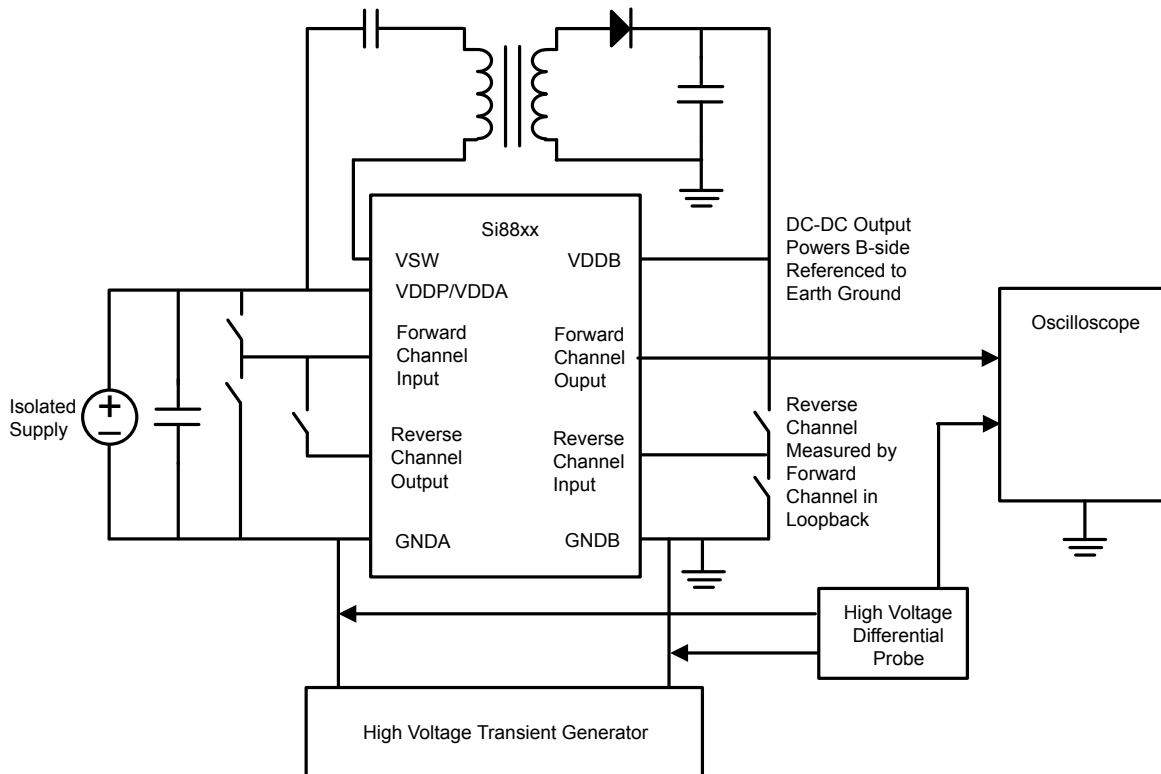 Si88xx
VSW
VDDB
VDDP/VDDA
Forward
Channel
Input
Forward
Channel
Ouput
Reverse
Channel
Output
Reverse
Channel
Input
GNDA
GNDB
Isolated
Supply
+
–
DC-DC Output
Powers B-side
Referenced to
Earth Ground
Oscilloscope
Reverse
Channel
Measured by
Forward
Channel in
Loopback
High Voltage
Differential
Probe
High Voltage Transient Generator